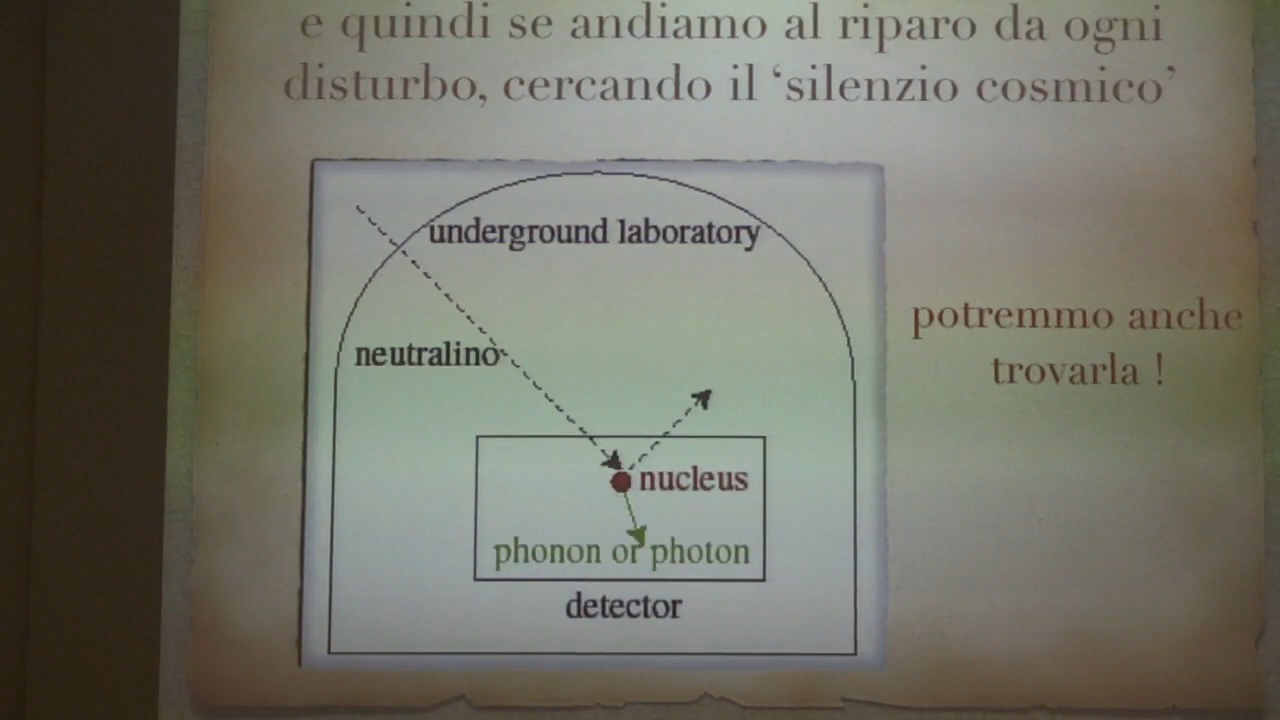 e quindi se andiamo al riparo da ogni
disturbo, cercando il ‘silenzio cosmico’
underground laboratory
neutralino
potremmo anche
trovarla !
nucleus
phonon or photon
detector